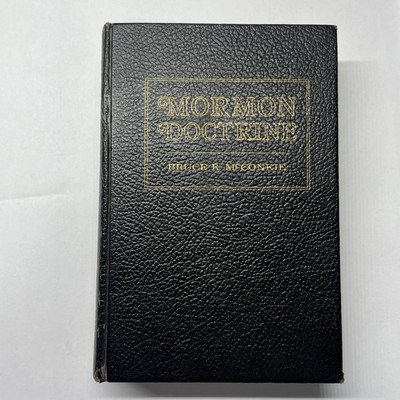 MORMON
DOCTRINE
BRUCE R. McCONKIE